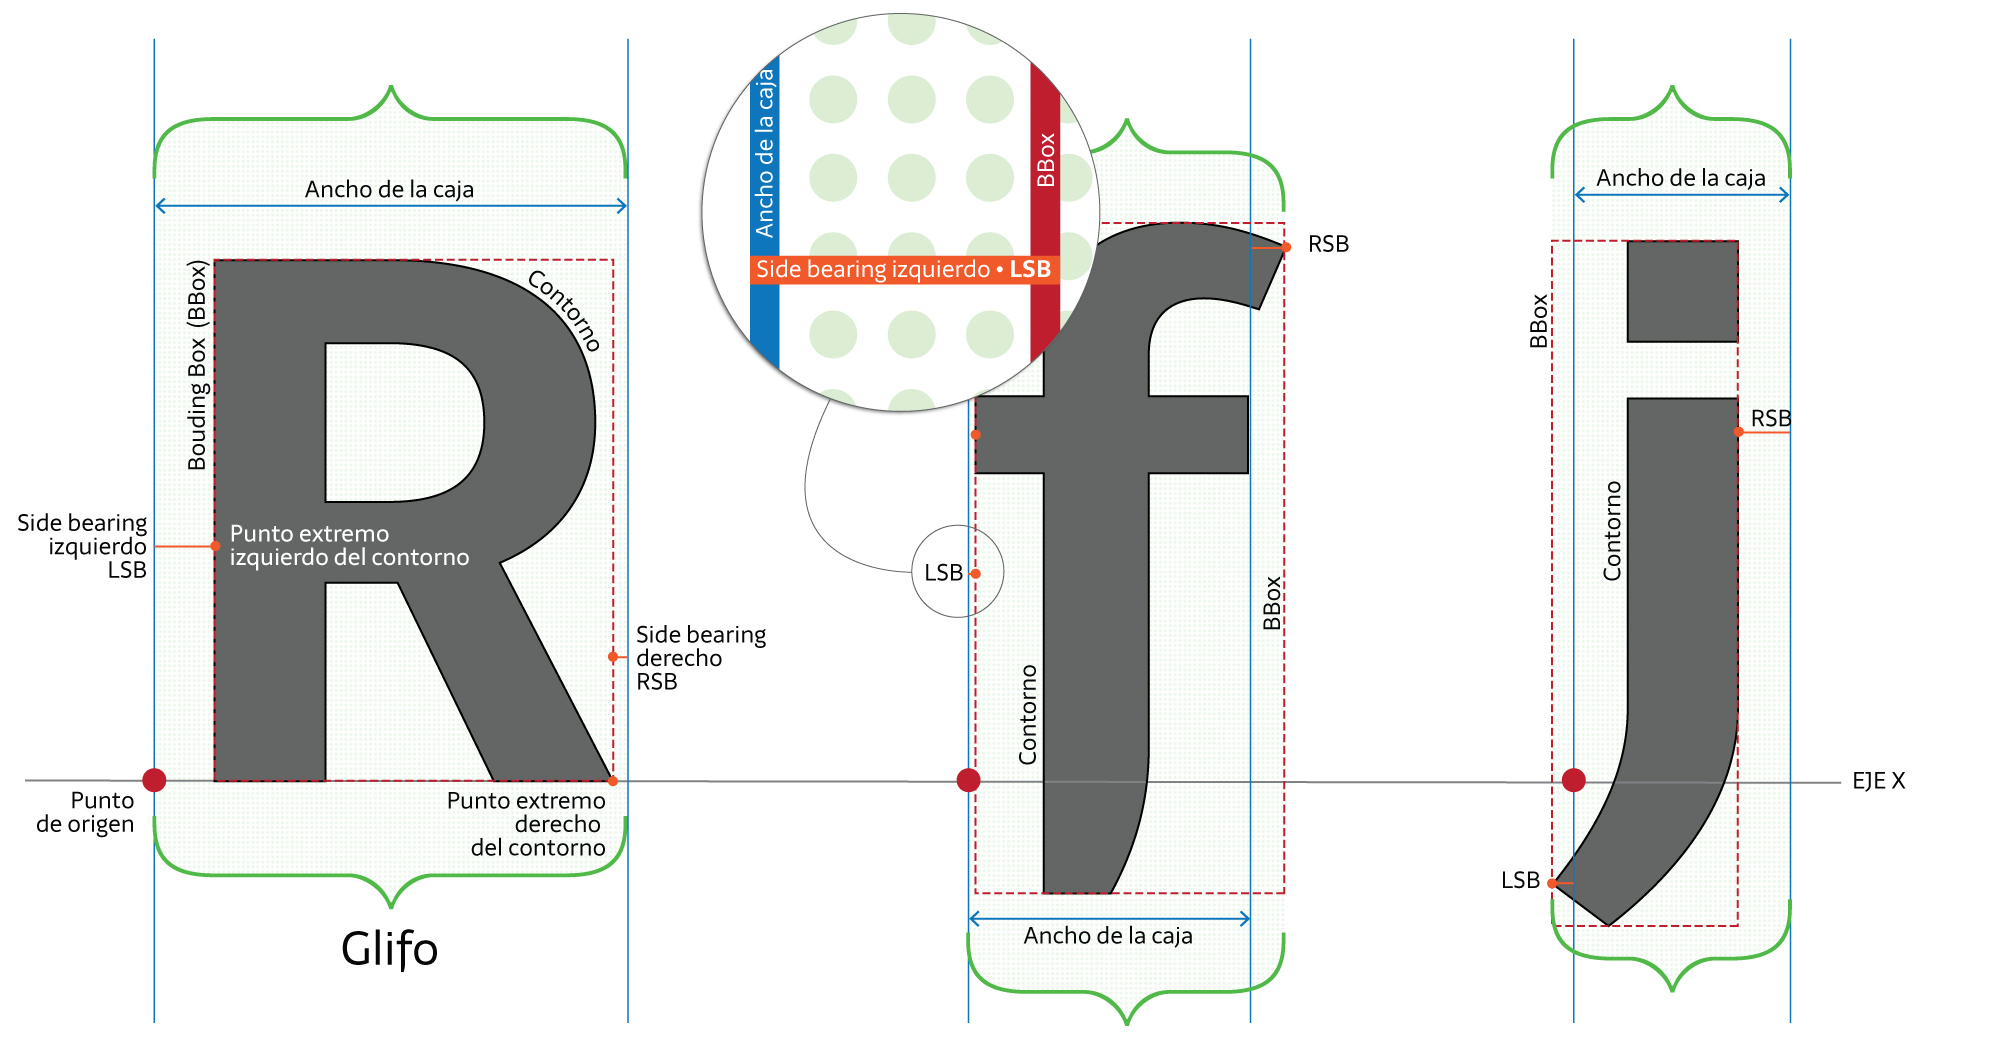 Ancho de la caja
Bouding Box (BBox)
Contorno
Side bearing
izquierdo
LSB
Punto extremo
izquierdo del contorno
Side bearing
derecho
RSB
Punto
de origen
Punto extremo
derecho
del contorno
Glifo
Ancho de la caja
BBox
Side bearing izquierdo • LSB
RSB
LSB
BBox
Contorno
Ancho de la caja
Ancho de la caja
BBox
RSB
Contorno
EJE X
LSB